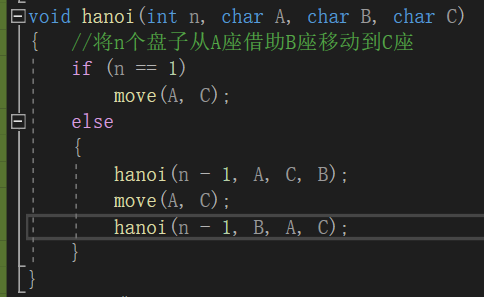 void hanoi(int n, char A, char B, char C)
{ //将n个盘子从A座借助B座移动到C座
if (n == 1)
move(A, C);
else
{
hanoi(n - 1, A, C, B);
move(A, C);
hanoi(n - 1, B, A, C);
}
}